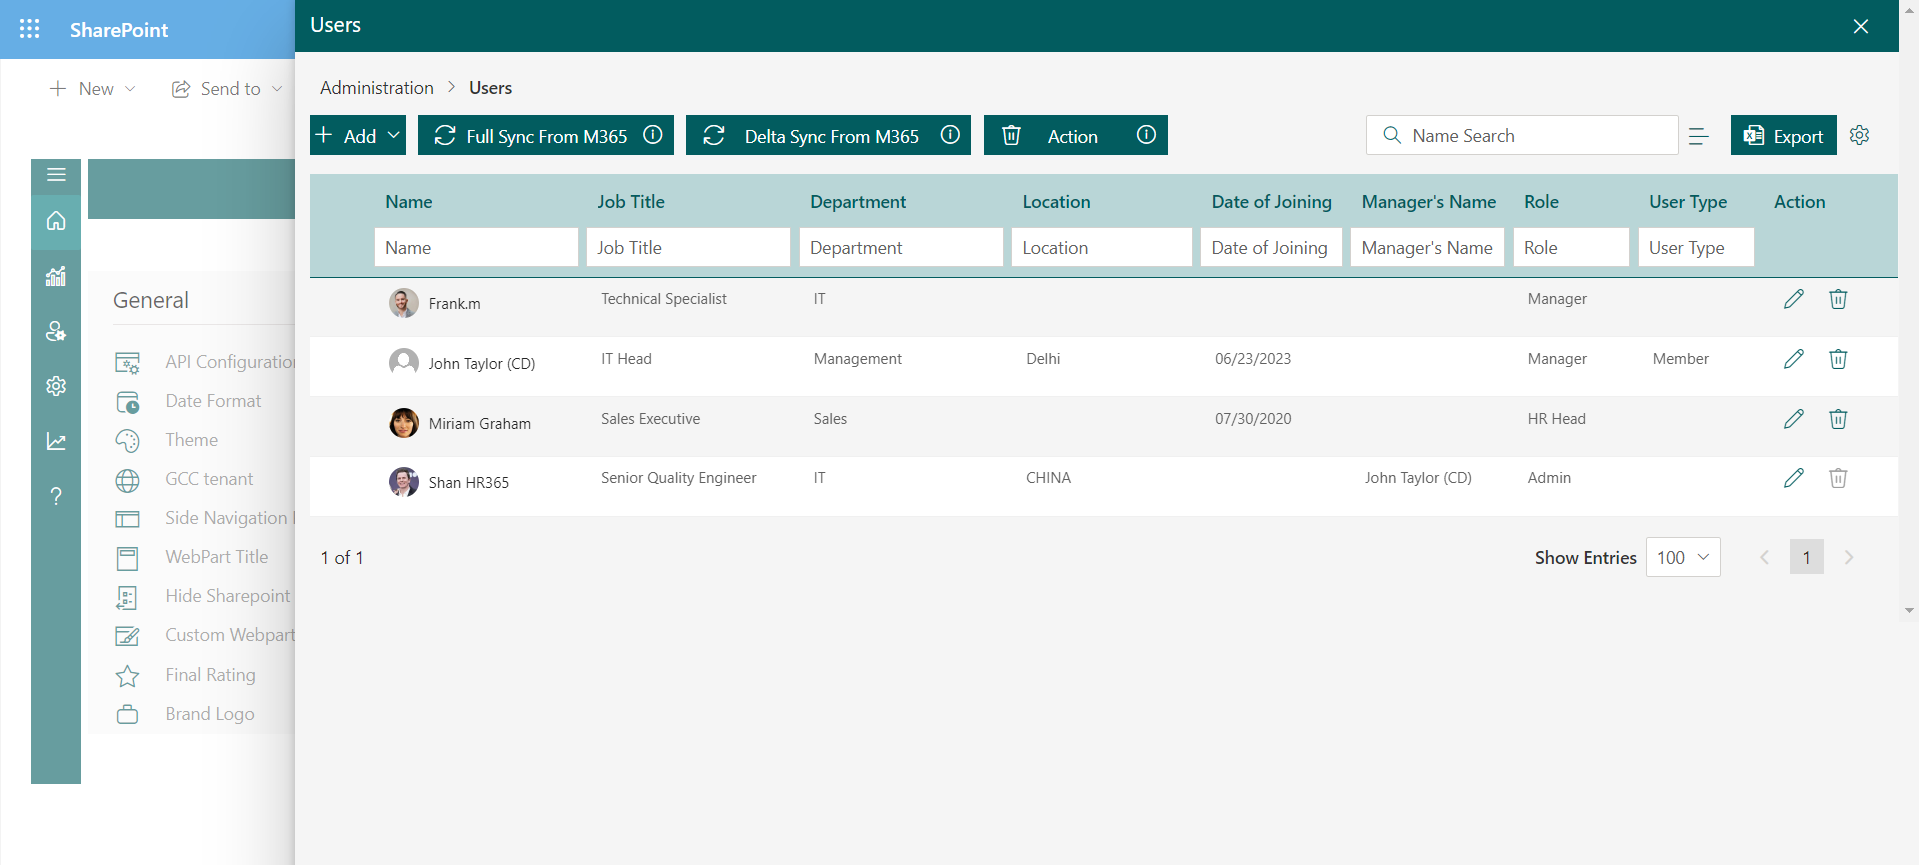 SharePoint
New
Send to
General
API Configuration
Date Format
Theme
GCC tenant
Side Navigation
WebPart Title
Hide Sharepoint
Custom Webpart
Final Rating
Brand Logo
Users
Administration > Users
Add
Full Sync From M365
Delta Sync From M365
Action
Name Search
Export
Name Job Title Department Location Date of Joining Manager's Name Role User Type Action
Name Job Title Department Location Date of Joining Manager's Name Role User Type
Frank.m Technical Specialist IT Manager
John Taylor (CD) IT Head Management Delhi 06/23/2023 Manager Member
Miriam Graham Sales Executive Sales 07/30/2020 HR Head
Shan HR365 Senior Quality Engineer IT CHINA John Taylor (CD) Admin
1 of 1
Show Entries 100
1